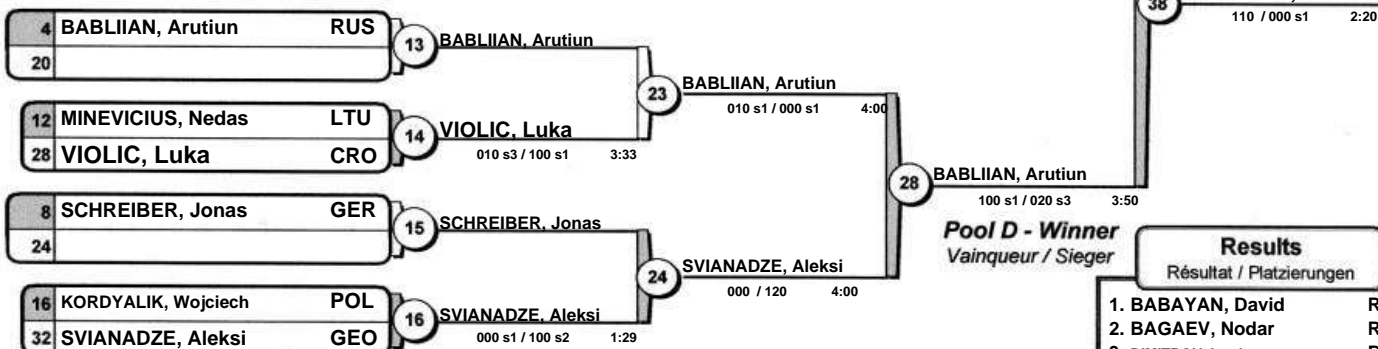 38
110 / 000 s1 2:20
4 BABLIIAN, Arutiun RUS
20
13
BABLIIAN, Arutiun
12 MINEVICIUS, Nedas LTU
28 VIOLIC, Luka CRO
14
VIOLIC, Luka
010 s3 / 100 s1 3:33
23
BABLIIAN, Arutiun
010 s1 / 000 s1 4:00
8 SCHREIBER, Jonas GER
24
15
SCHREIBER, Jonas
16 KORDYALIK, Wojciech POL
32 SVIANADZE, Aleksi GEO
16
SVIANADZE, Aleksi
000 s1 / 100 s2 1:29
24
SVIANADZE, Aleksi
000 / 120 4:00
28
BABLIIAN, Arutiun
100 s1 / 020 s3 3:50
Pool D - Winner
Vainqueur / Sieger
Results
Résultat / Platzierungen
1. BABAYAN, David R
2. BAGAEV, Nodar R